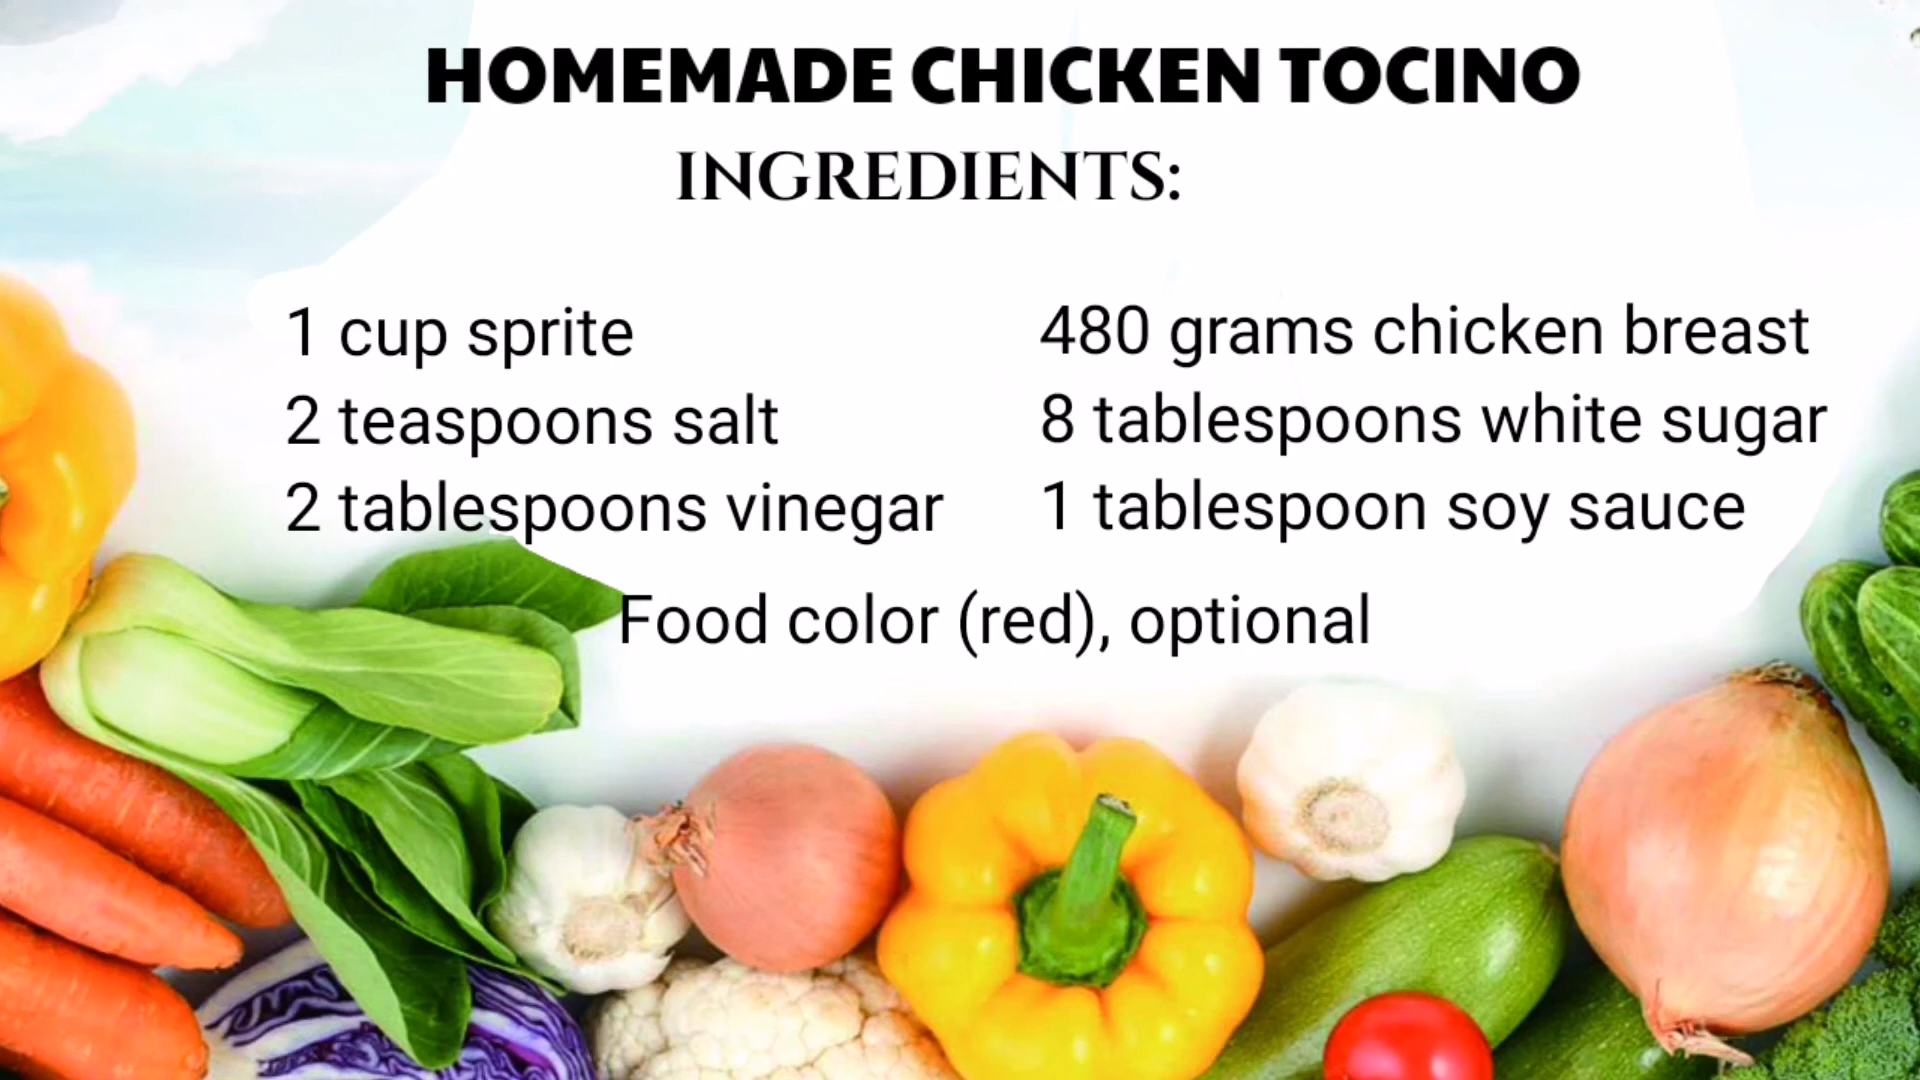 HOMEMADE CHICKEN TOCINO
INGREDIENTS:
1 cup sprite
2 teaspoons salt
2 tablespoons vinegar
480 grams chicken breast
8 tablespoons white sugar
1 tablespoon soy sauce
Food color (red), optional